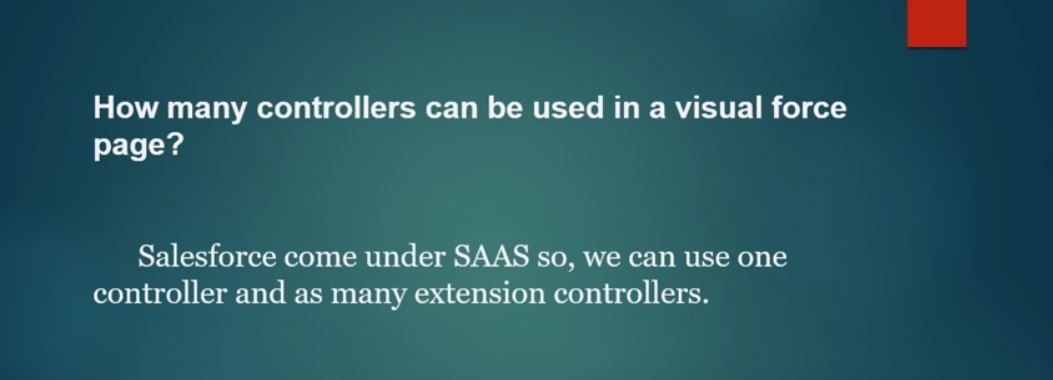 How many controllers can be used in a visual force
page?
Salesforce come under SAAS so, we can use one
controller and as many extension controllers.